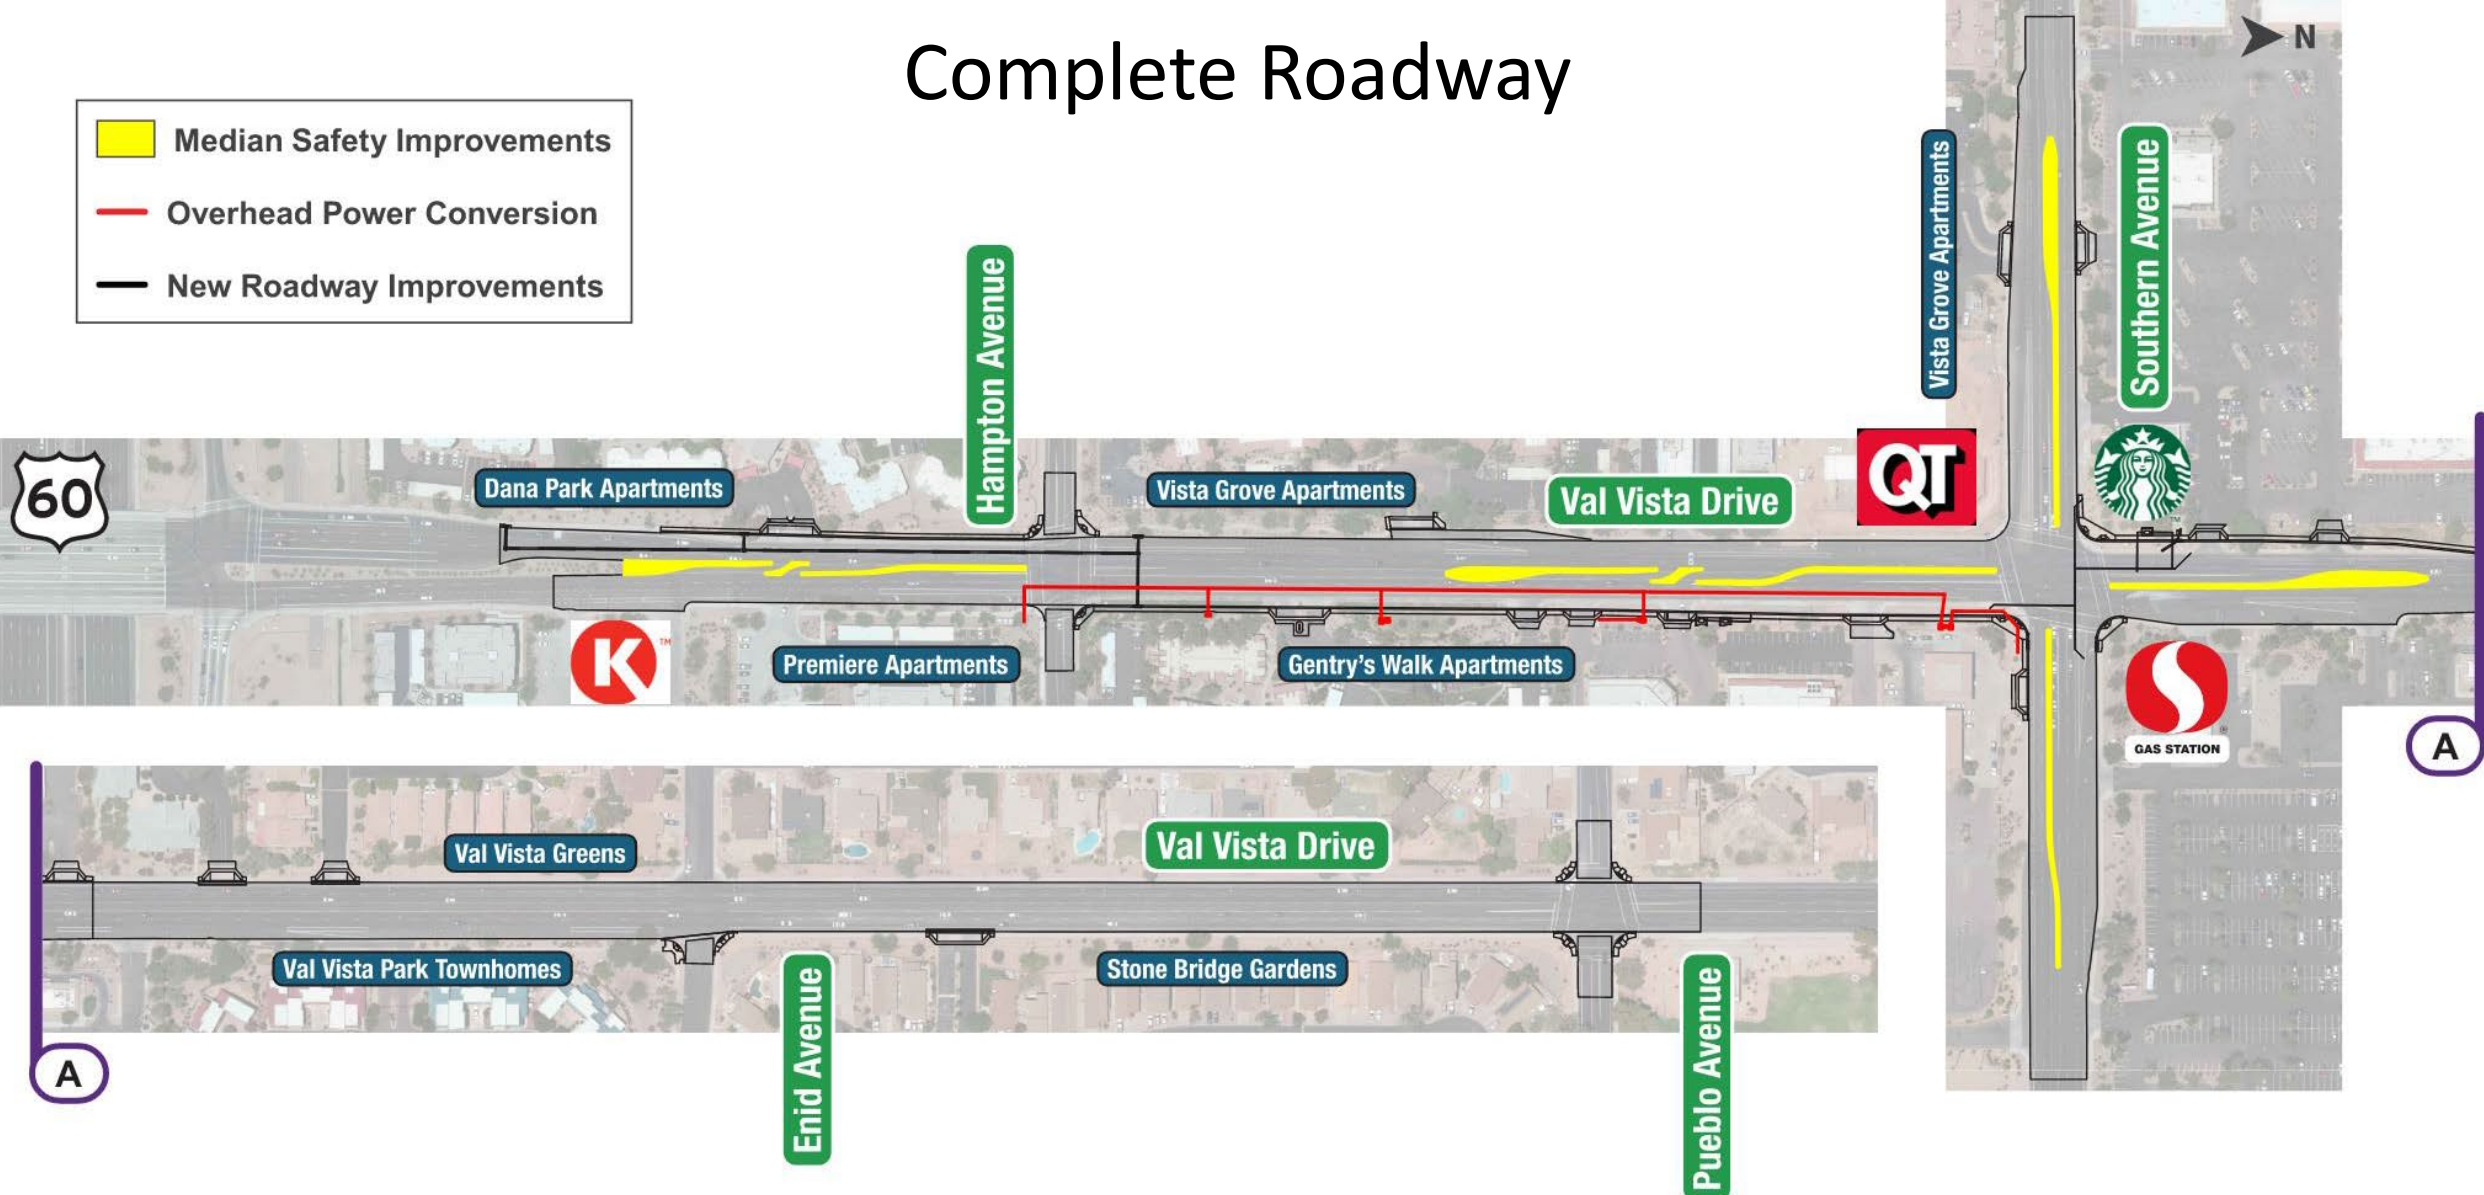 Complete Roadway
N
Median Safety Improvements
Overhead Power Conversion
New Roadway Improvements
Hampton Avenue
Vista Grove Apartments
Southern Avenue
60
Dana Park Apartments
Vista Grove Apartments
Val Vista Drive
QT
TM
K
TM
Premiere Apartments
Gentry's Walk Apartments
GAS STATION
A
Val Vista Greens
Val Vista Drive
Val Vista Park Townhomes
Stone Bridge Gardens
Enid Avenue
Pueblo Avenue
A